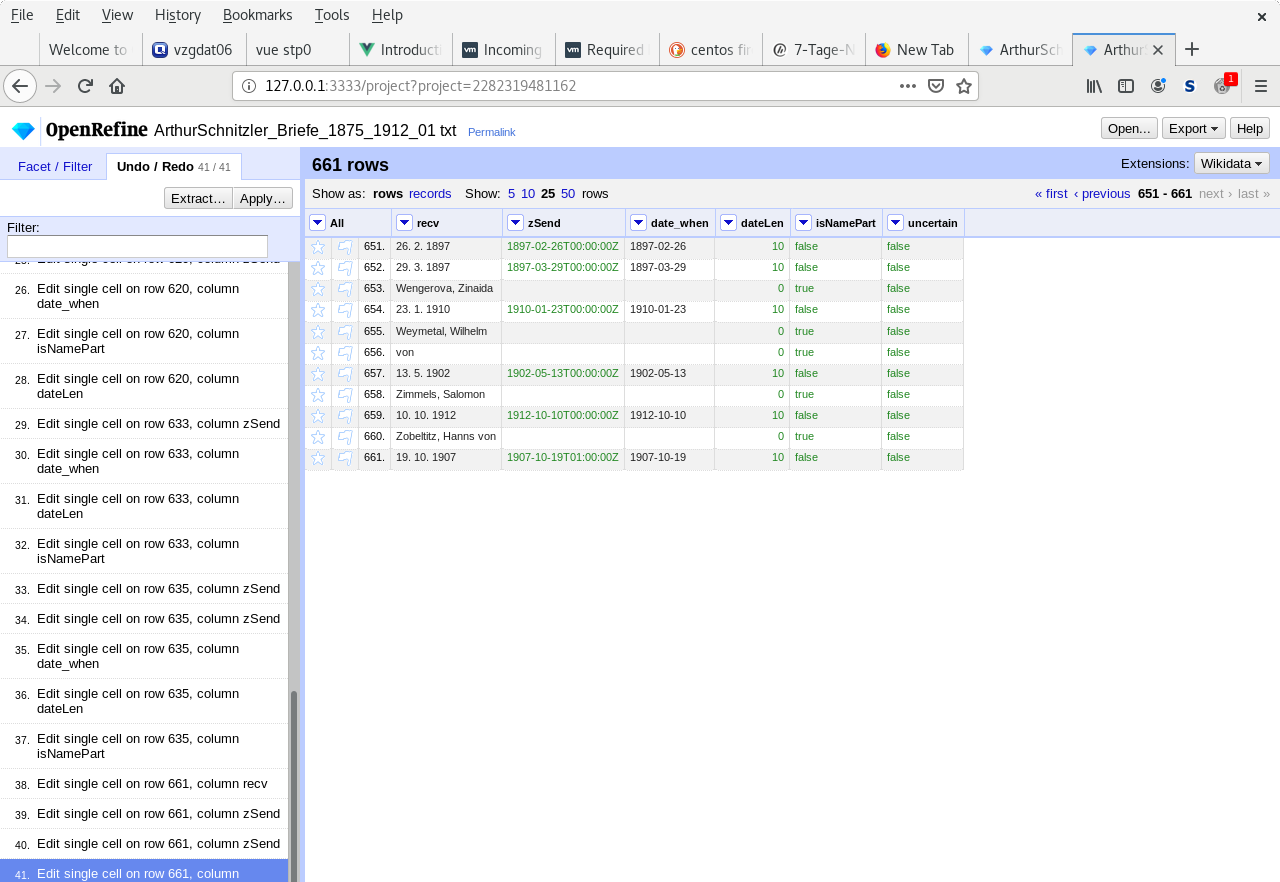 File Edit View History Bookmarks Tools Help
Welcome to vzgdat06 vue stp0 Introducti Incoming Required centos fir 7-Tage-N New Tab ArthurSch Arthur
127.0.0.1:3333/project?project=2282319481162 1
OpenRefine ArthurSchnitzler_Briefe_1875_1912_01 txt Permalink Open... Export Help
Facet / Filter Undo / Redo 41 / 41 661 rows Extensions: Wikidata
Extract… Apply… Show as: rows records Show: 5 10 25 50 rows « first ‹ previous 651 - 661 next › last »
Filter:
All recv zSend date_when dateLen isNamePart uncertain
651. 26. 2. 1897 1897-02-26T00:00:00Z 1897-02-26 10 false false
652. 29. 3. 1897 1897-03-29T00:00:00Z 1897-03-29 10 false false
653. Wengerova, Zinaida 0 true false
654. 23. 1. 1910 1910-01-23T00:00:00Z 1910-01-23 10 false false
655. Weymetal, Wilhelm 0 true false
656. von 0 true false
657. 13. 5. 1902 1902-05-13T00:00:00Z 1902-05-13 10 false false
658. Zimmels, Salomon 0 true false
659. 10. 10. 1912 1912-10-10T00:00:00Z 1912-10-10 10 false false
660. Zobeltitz, Hanns von 0 true false
661. 19. 10. 1907 1907-10-19T01:00:00Z 1907-10-19 10 false false
26. Edit single cell on row 620, column
date_when
27. Edit single cell on row 620, column
isNamePart
28. Edit single cell on row 620, column
dateLen
29. Edit single cell on row 633, column zSend
30. Edit single cell on row 633, column
date_when
31. Edit single cell on row 633, column
dateLen
32. Edit single cell on row 633, column
isNamePart
33. Edit single cell on row 635, column zSend
34. Edit single cell on row 635, column zSend
35. Edit single cell on row 635, column
date_when
36. Edit single cell on row 635, column
dateLen
37. Edit single cell on row 635, column
isNamePart
38. Edit single cell on row 661, column recv
39. Edit single cell on row 661, column zSend
40. Edit single cell on row 661, column zSend
41. Edit single cell on row 661, column